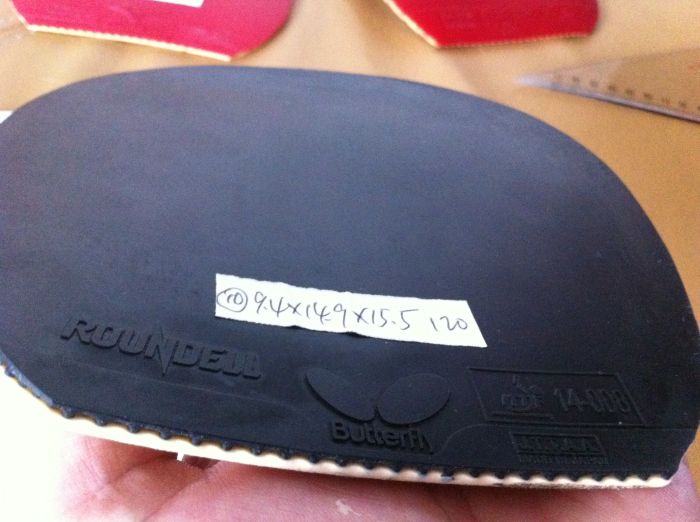 (10) 9.4×14.9×15.5 120
ROUNDELL
Butterfly
14-008
J.T.T.A.A